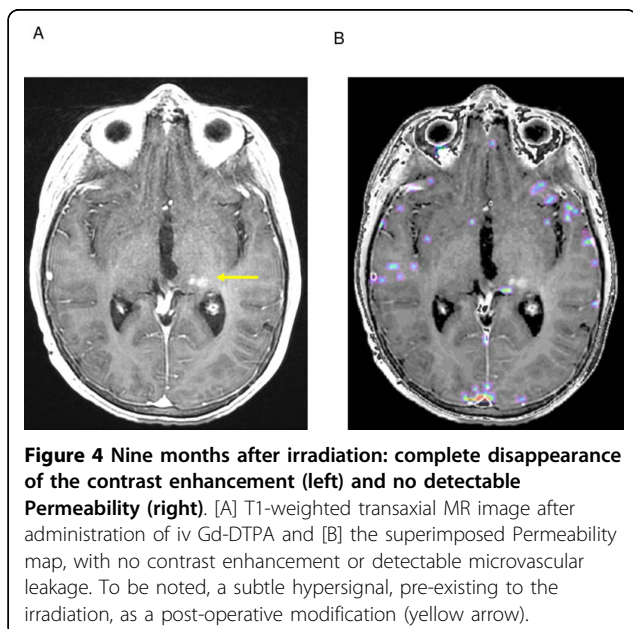 A B
Figure 4 Nine months after irradiation: complete disappearance
of the contrast enhancement (left) and no detectable
Permeability (right). [A] T1-weighted transaxial MR image after
administration of iv Gd-DTPA and [B] the superimposed Permeability
map, with no contrast enhancement or detectable microvascular
leakage. To be noted, a subtle hypersignal, pre-existing to the
irradiation, as a post-operative modification (yellow arrow).